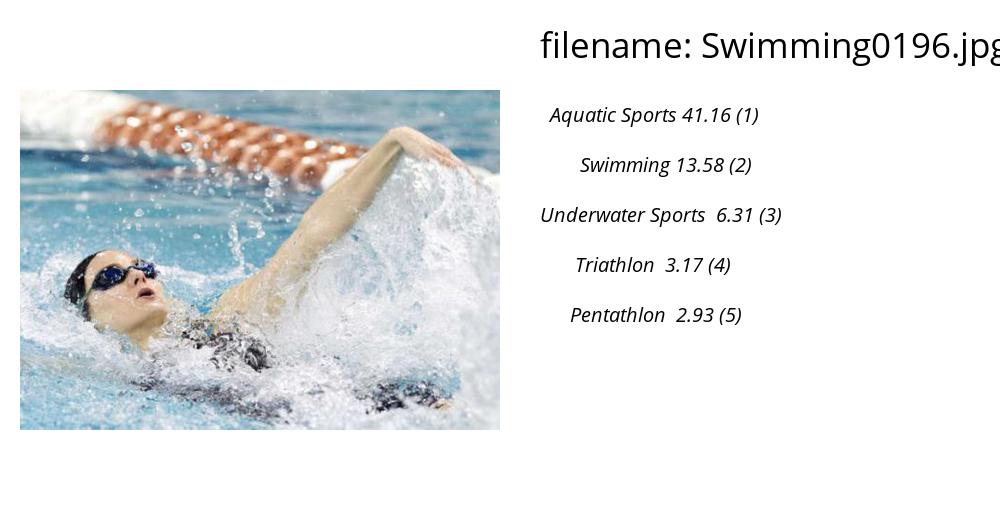 filename: Swimming0196.jpg
Aquatic Sports 41.16 (1)
Swimming 13.58 (2)
Underwater Sports 6.31 (3)
Triathlon 3.17 (4)
Pentathlon 2.93 (5)